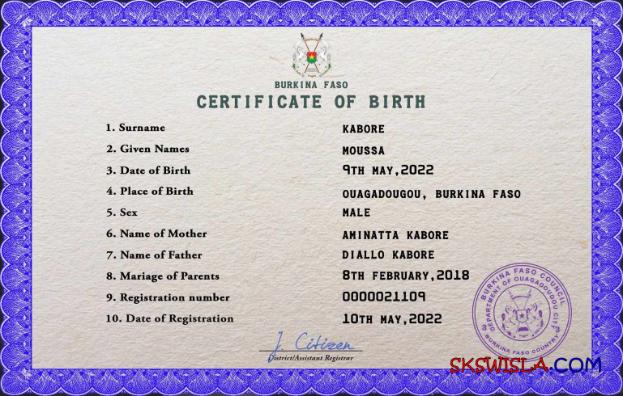 BURKINA FASO
CERTIFICATE OF BIRTH
1. Surname KABORE
2. Given Names MOUSSA
3. Date of Birth 9TH MAY,2022
4. Place of Birth OUAGADOUGOU, BURKINA FASO
5. Sex MALE
6. Name of Mother AMINATTA KABORE
7. Name of Father DIALLO KABORE
8. Mariage of Parents 8TH FEBRUARY,2018
9. Registration number 0000021109
10. Date of Registration 10TH MAY,2022
BURKINA FASO COUNCIL
DEPARTMENT OF OUAGADOUGOU
BURKINA FASO COUNTRY
J. Citizen
District/Assistant Registrar
SKSWISLA.COM